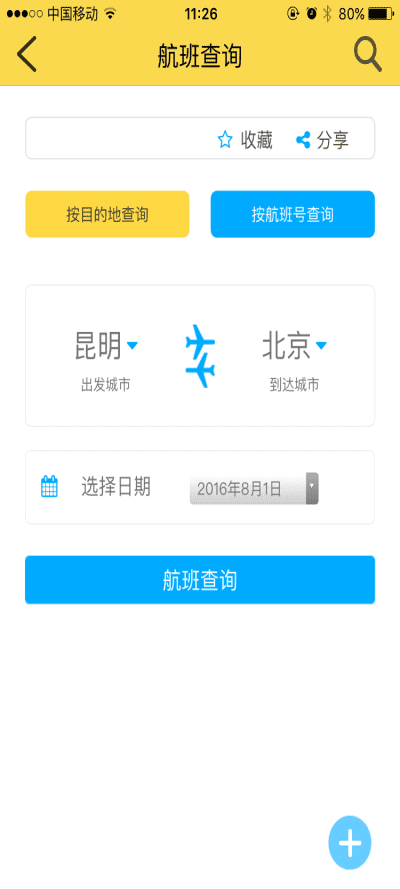 中国移动 11:26 80%
航班查询
收藏 分享
按目的地查询 按航班号查询
昆明 北京
出发城市 到达城市
选择日期 2016年8月1日
航班查询